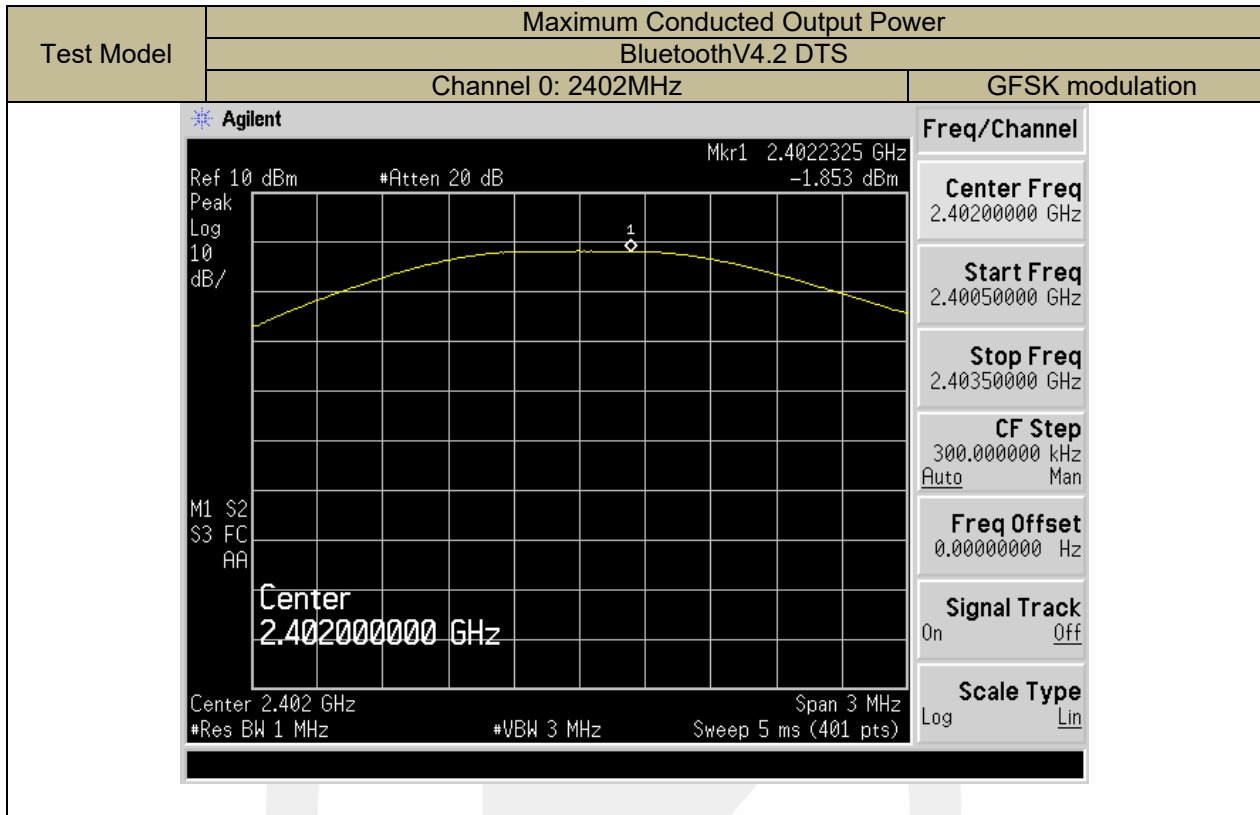 Test Model
Maximum Conducted Output Power
BluetoothV4.2 DTS
Channel 0: 2402MHz
GFSK modulation
Agilent
Mkr1 2.4022325 GHz
Ref 10 dBm #Atten 20 dB -1.853 dBm
Peak
Log
10
dB/
1
M1 S2
S3 FC
AA
Center
2.402000000 GHz
Center 2.402 GHz Span 3 MHz
#Res BW 1 MHz #VBW 3 MHz Sweep 5 ms (401 pts)
Freq/Channel
Center Freq
2.40200000 GHz
Start Freq
2.40050000 GHz
Stop Freq
2.40350000 GHz
CF Step
300.000000 kHz
Auto Man
Freq Offset
0.00000000 Hz
Signal Track
On Off
Scale Type
Log Lin